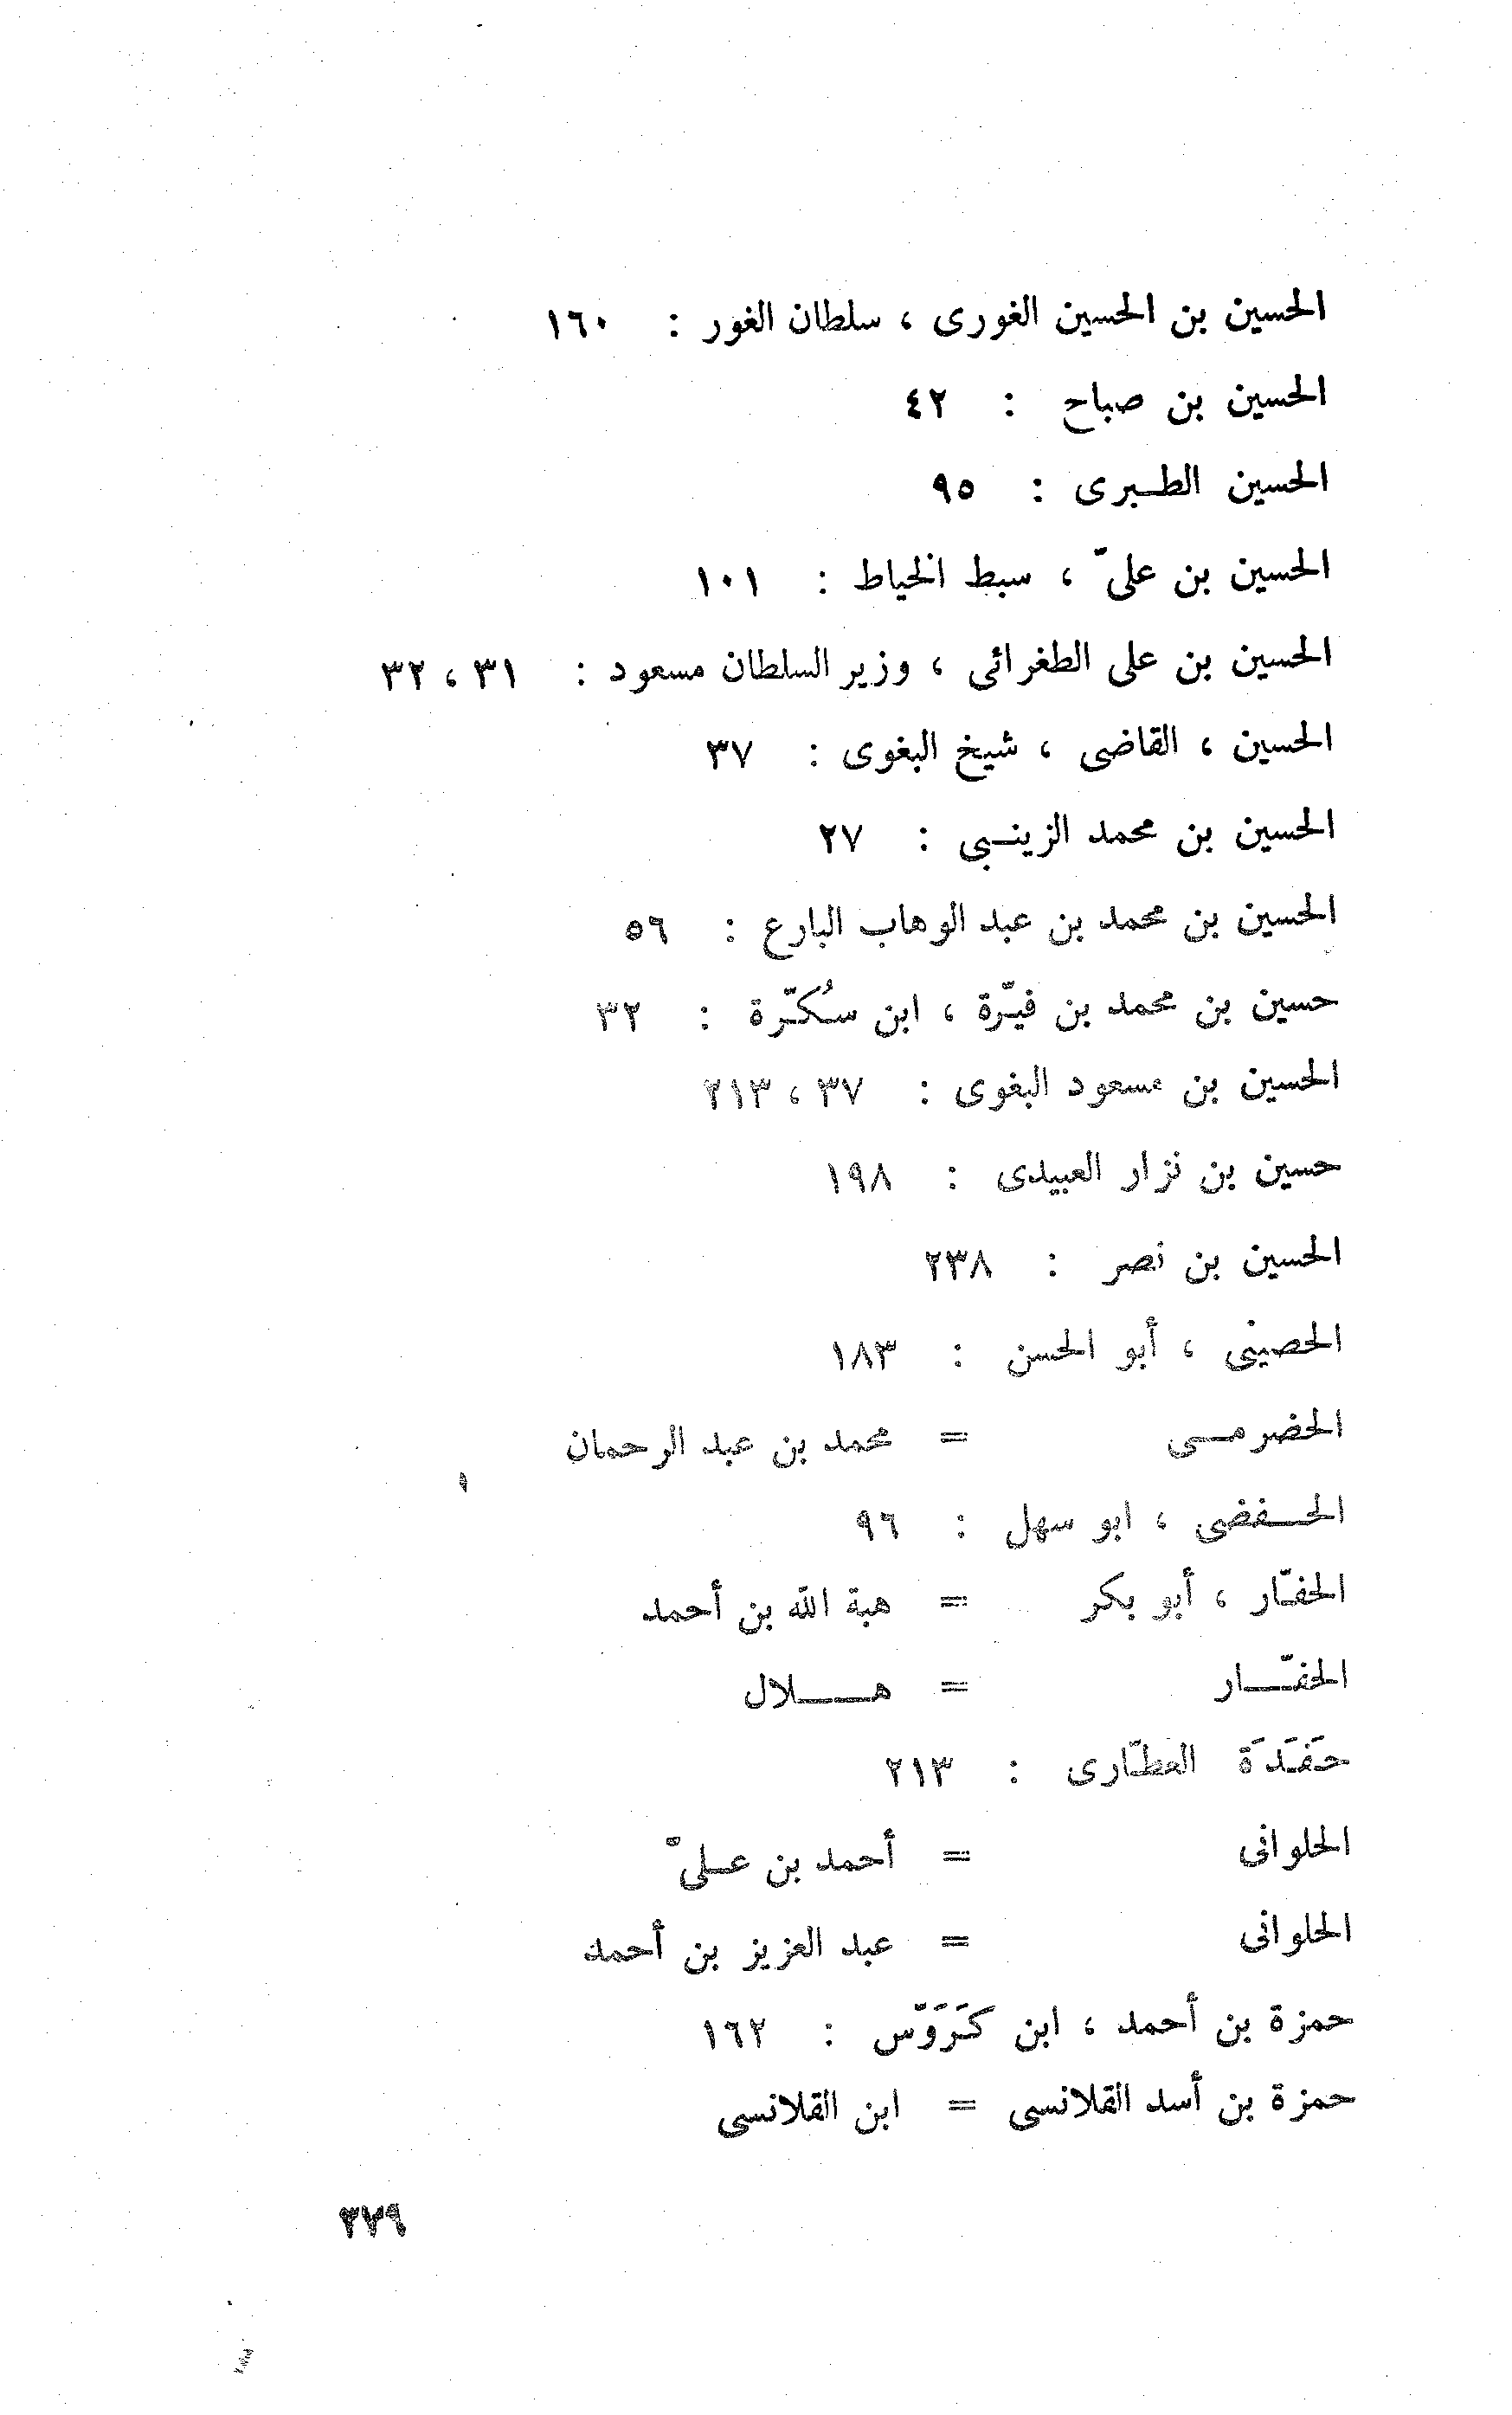 الحسين بن الحسين الغورى ، سلطان الغور : ١٦٠
الحسين بن صباح : ٤٢
الحسين الطبرى : ٩٥
الحسين بن علىّ ، سبط الخياط : ١٠١
الحسين بن على الطغرائى ، وزير السلطان مسعود : ٣١ ، ٣٢
الحسين ، القاضى ، شيخ البغوى : ٣٧
الحسين بن محمد الزينبى : ٢٧
الحسين بن محمد بن عبد الوهاب البارع : ٥٦
حسين بن محمد بن فيّرة ، ابن سُكّرة : ٣٢
الحسين بن مسعود البغوى : ٣٧ ، ٢١٣
حسين بن نزار العبيدى : ١٩٨
الحسين بن نصر : ٢٣٨
الحصينى ، أبو الحسن : ١٨٣
الحضرمى = محمد بن عبد الرحمان
الحفضى ، ابو سهل : ٩٦
الحفّار ، أبو بكر = هبة الله بن أحمد
الحفّار = هلال
حَفَدَة العطّارى : ٢١٣
الحلوانى = أحمد بن علىّ
الحلوانى = عبد العزيز بن أحمد
حمزة بن أحمد ، ابن كَرَوّس : ١٦٢
حمزة بن أسد القلانسى = ابن القلانسى
٣٧٩